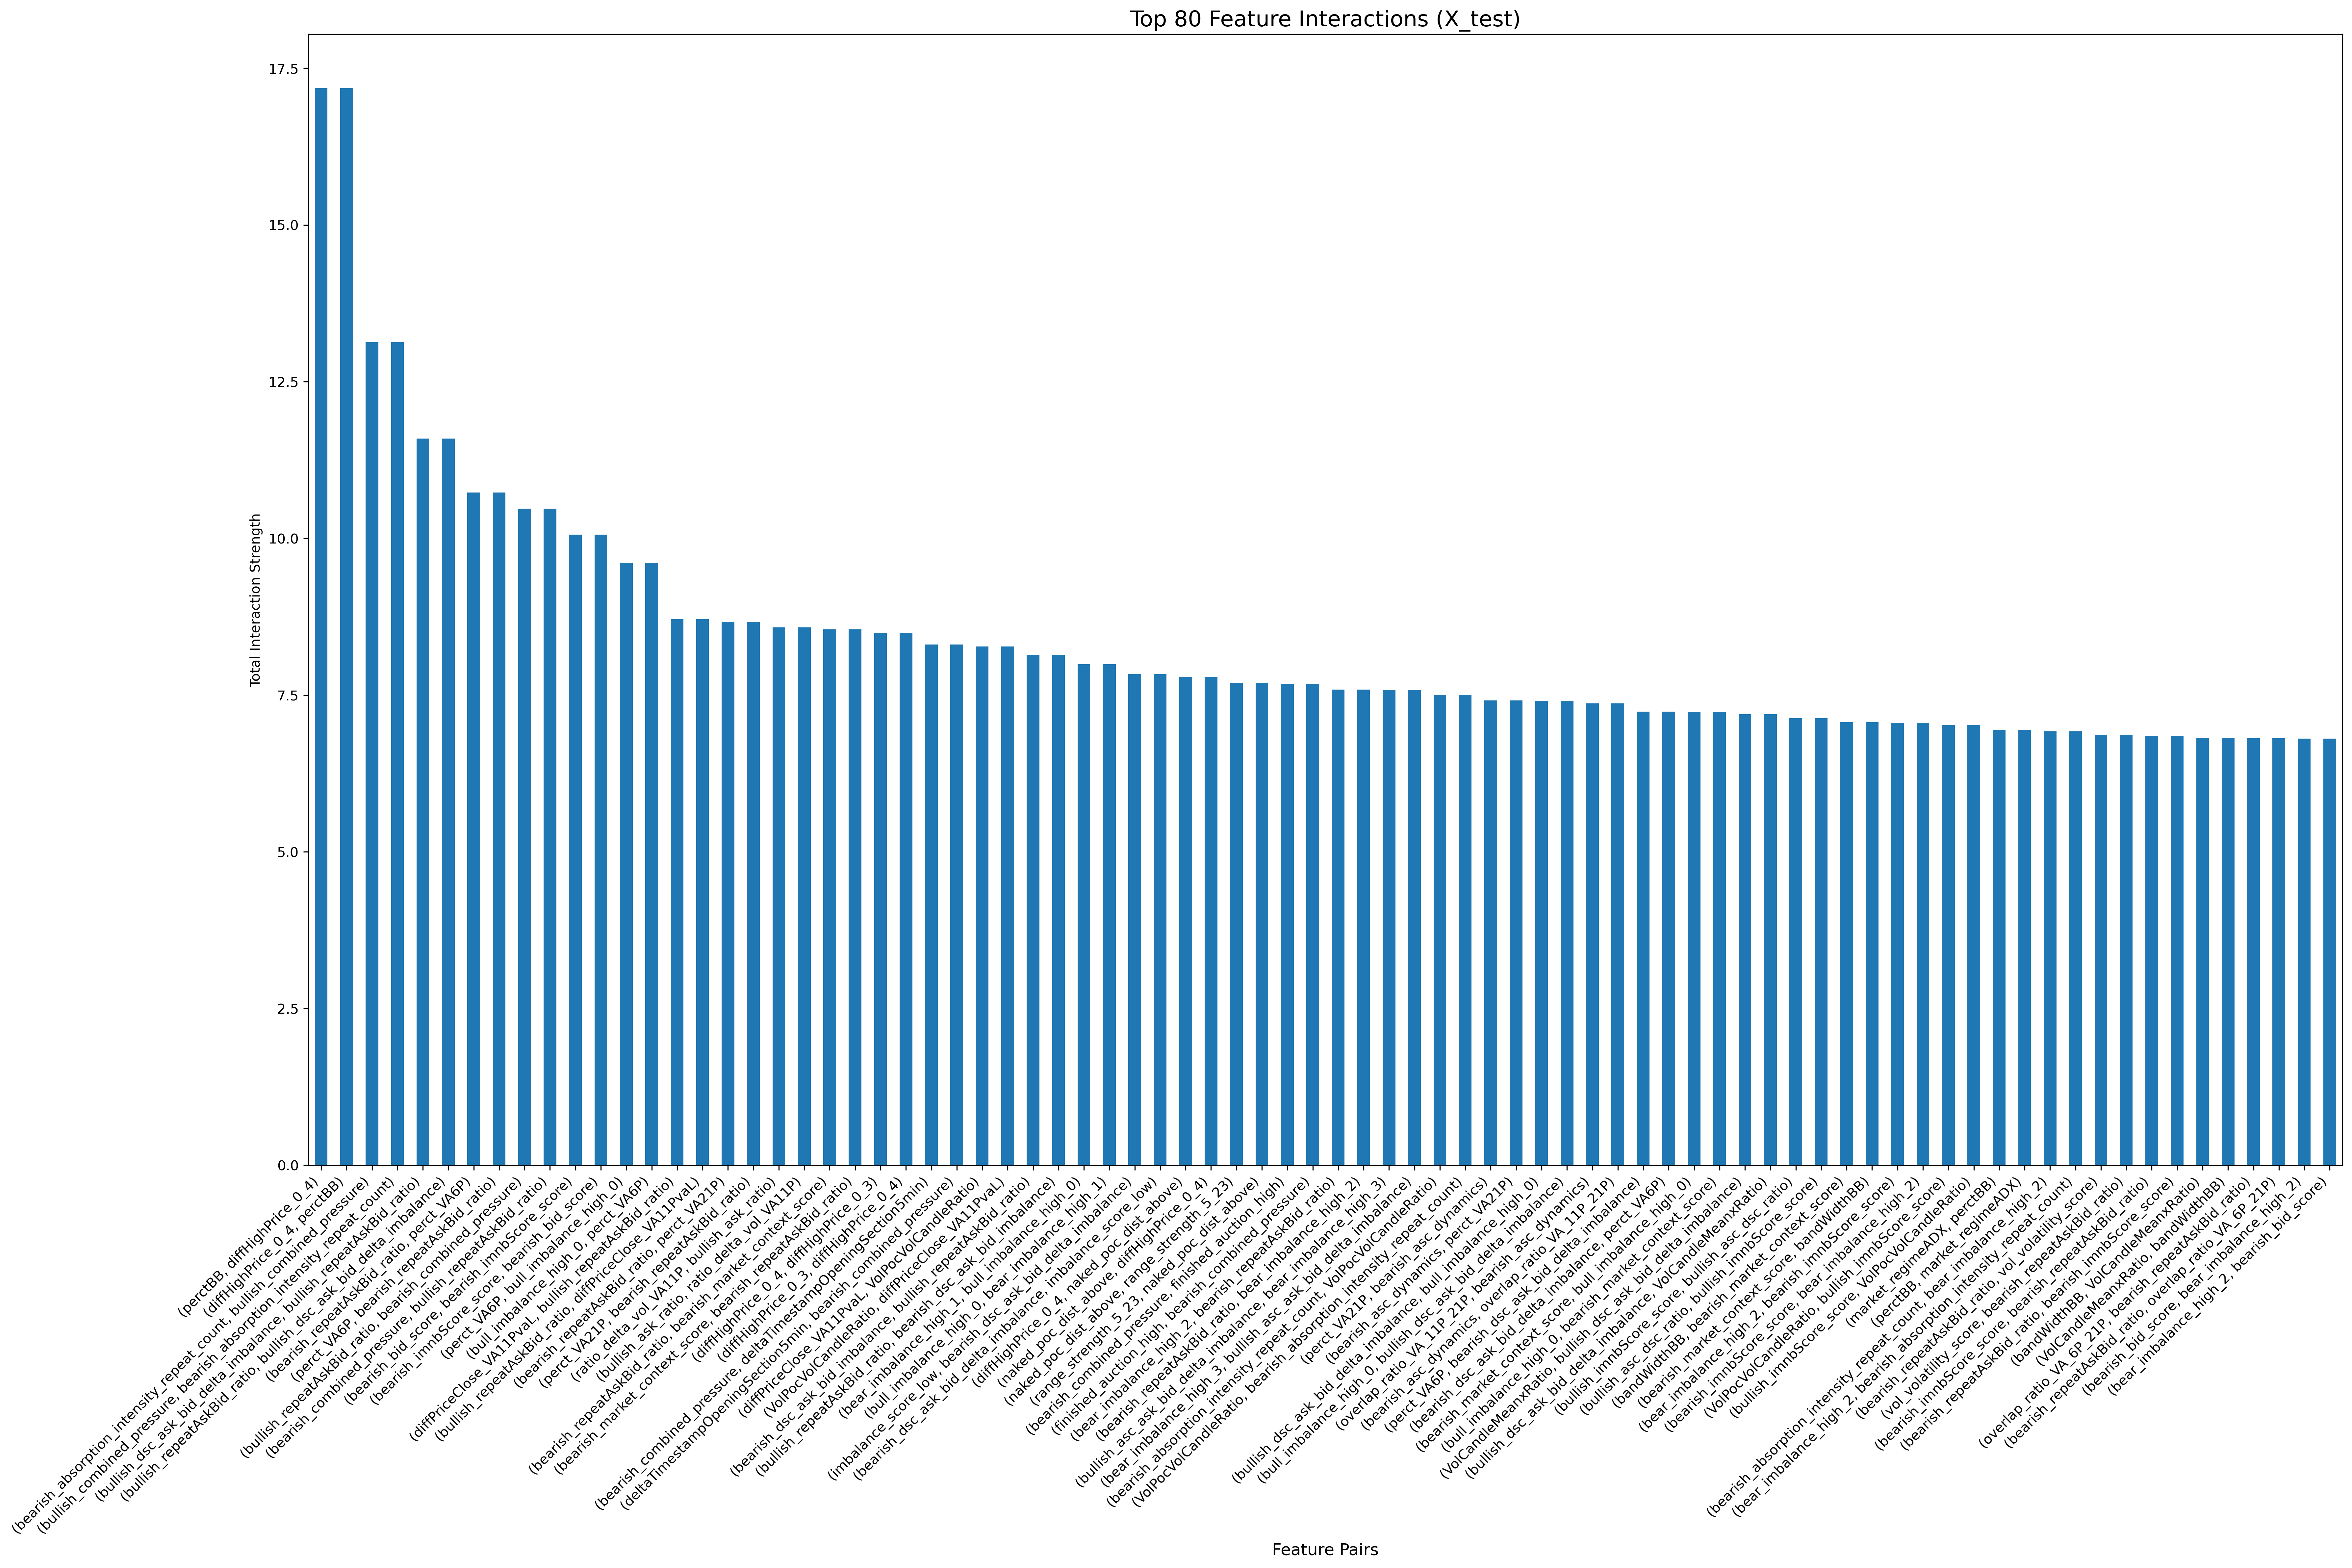 Top 80 Feature Interactions (X_test)
17.5
15.0
12.5
10.0
7.5
5.0
2.5
0.0
Total Interaction Strength
(perctBB, diffHighPrice_0_4)
(diffHighPrice_0_4, perctBB)
(bearish_absorption_intensity_repeat_count, bullish_combined_pressure)
(bullish_combined_pressure, bearish_absorption_intensity_repeat_count)
(bullish_dsc_ask_bid_delta_imbalance, bullish_repeatAskBid_ratio)
(bullish_repeatAskBid_ratio, bullish_dsc_ask_bid_delta_imbalance)
(bearish_repeatAskBid_ratio, perct_VA6P)
(perct_VA6P, bearish_repeatAskBid_ratio)
(bullish_repeatAskBid_ratio, bearish_combined_pressure)
(bearish_combined_pressure, bullish_repeatAskBid_ratio)
(bearish_bid_score, bearish_imnbScore_score)
(bearish_imnbScore_score, bearish_bid_score)
(perct_VA6P, bull_imbalance_high_0)
(bull_imbalance_high_0, perct_VA6P)
(diffPriceClose_VA11PvaL, bullish_repeatAskBid_ratio)
(bullish_repeatAskBid_ratio, diffPriceClose_VA11PvaL)
(bearish_repeatAskBid_ratio, perct_VA21P)
(perct_VA21P, bearish_repeatAskBid_ratio)
(ratio_delta_vol_VA11P, bullish_ask_ratio)
(bullish_ask_ratio, ratio_delta_vol_VA11P)
(bearish_repeatAskBid_ratio, bearish_market_context_score)
(bearish_market_context_score, bearish_repeatAskBid_ratio)
(diffHighPrice_0_4, diffHighPrice_0_3)
(diffHighPrice_0_3, diffHighPrice_0_4)
(bearish_combined_pressure, deltaTimestampOpeningSection5min)
(deltaTimestampOpeningSection5min, bearish_combined_pressure)
(diffPriceClose_VA11PvaL, VolPocVolCandleRatio)
(VolPocVolCandleRatio, diffPriceClose_VA11PvaL)
(bearish_dsc_ask_bid_imbalance, bullish_repeatAskBid_ratio)
(bullish_repeatAskBid_ratio, bearish_dsc_ask_bid_imbalance)
(bear_imbalance_high_1, bull_imbalance_high_0)
(bull_imbalance_high_0, bear_imbalance_high_1)
(imbalance_score_low, bearish_dsc_ask_bid_delta_imbalance)
(bearish_dsc_ask_bid_delta_imbalance, imbalance_score_low)
(diffHighPrice_0_4, naked_poc_dist_above)
(naked_poc_dist_above, diffHighPrice_0_4)
(naked_poc_dist_above, range_strength_5_23)
(range_strength_5_23, naked_poc_dist_above)
(bearish_combined_pressure, finished_auction_high)
(finished_auction_high, bearish_combined_pressure)
(bear_imbalance_high_2, bearish_repeatAskBid_ratio)
(bearish_repeatAskBid_ratio, bear_imbalance_high_2)
(bullish_asc_ask_bid_delta_imbalance, bear_imbalance_high_3)
(bear_imbalance_high_3, bullish_asc_ask_bid_delta_imbalance)
(bearish_absorption_intensity_repeat_count, VolPocVolCandleRatio)
(VolPocVolCandleRatio, bearish_absorption_intensity_repeat_count)
(perct_VA21P, bearish_asc_dynamics)
(bearish_asc_dynamics, perct_VA21P)
(bullish_dsc_ask_bid_delta_imbalance, bull_imbalance_high_0)
(bull_imbalance_high_0, bullish_dsc_ask_bid_delta_imbalance)
(overlap_ratio_VA_11P_21P, bearish_asc_dynamics)
(bearish_asc_dynamics, overlap_ratio_VA_11P_21P)
(perct_VA6P, bearish_dsc_ask_bid_delta_imbalance)
(bearish_dsc_ask_bid_delta_imbalance, perct_VA6P)
(bearish_market_context_score, bull_imbalance_high_0)
(bull_imbalance_high_0, bearish_market_context_score)
(VolCandleMeanxRatio, bullish_dsc_ask_bid_delta_imbalance)
(bullish_dsc_ask_bid_delta_imbalance, VolCandleMeanxRatio)
(bullish_imnbScore_score, bullish_asc_dsc_ratio)
(bullish_asc_dsc_ratio, bullish_imnbScore_score)
(bandWidthBB, bearish_market_context_score)
(bearish_market_context_score, bandWidthBB)
(bear_imbalance_high_2, bearish_imnbScore_score)
(bearish_imnbScore_score, bear_imbalance_high_2)
(VolPocVolCandleRatio, bullish_imnbScore_score)
(bullish_imnbScore_score, VolPocVolCandleRatio)
(market_regimeADX, perctBB)
(perctBB, market_regimeADX)
(bearish_absorption_intensity_repeat_count, bear_imbalance_high_2)
(bear_imbalance_high_2, bearish_absorption_intensity_repeat_count)
(bearish_repeatAskBid_ratio, vol_volatility_score)
(vol_volatility_score, bearish_repeatAskBid_ratio)
(bearish_imnbScore_score, bearish_repeatAskBid_ratio)
(bearish_repeatAskBid_ratio, bearish_imnbScore_score)
(bandWidthBB, VolCandleMeanxRatio)
(VolCandleMeanxRatio, bandWidthBB)
(overlap_ratio_VA_6P_21P, bearish_repeatAskBid_ratio)
(bearish_repeatAskBid_ratio, overlap_ratio_VA_6P_21P)
(bearish_bid_score, bear_imbalance_high_2)
(bear_imbalance_high_2, bearish_bid_score)
Feature Pairs